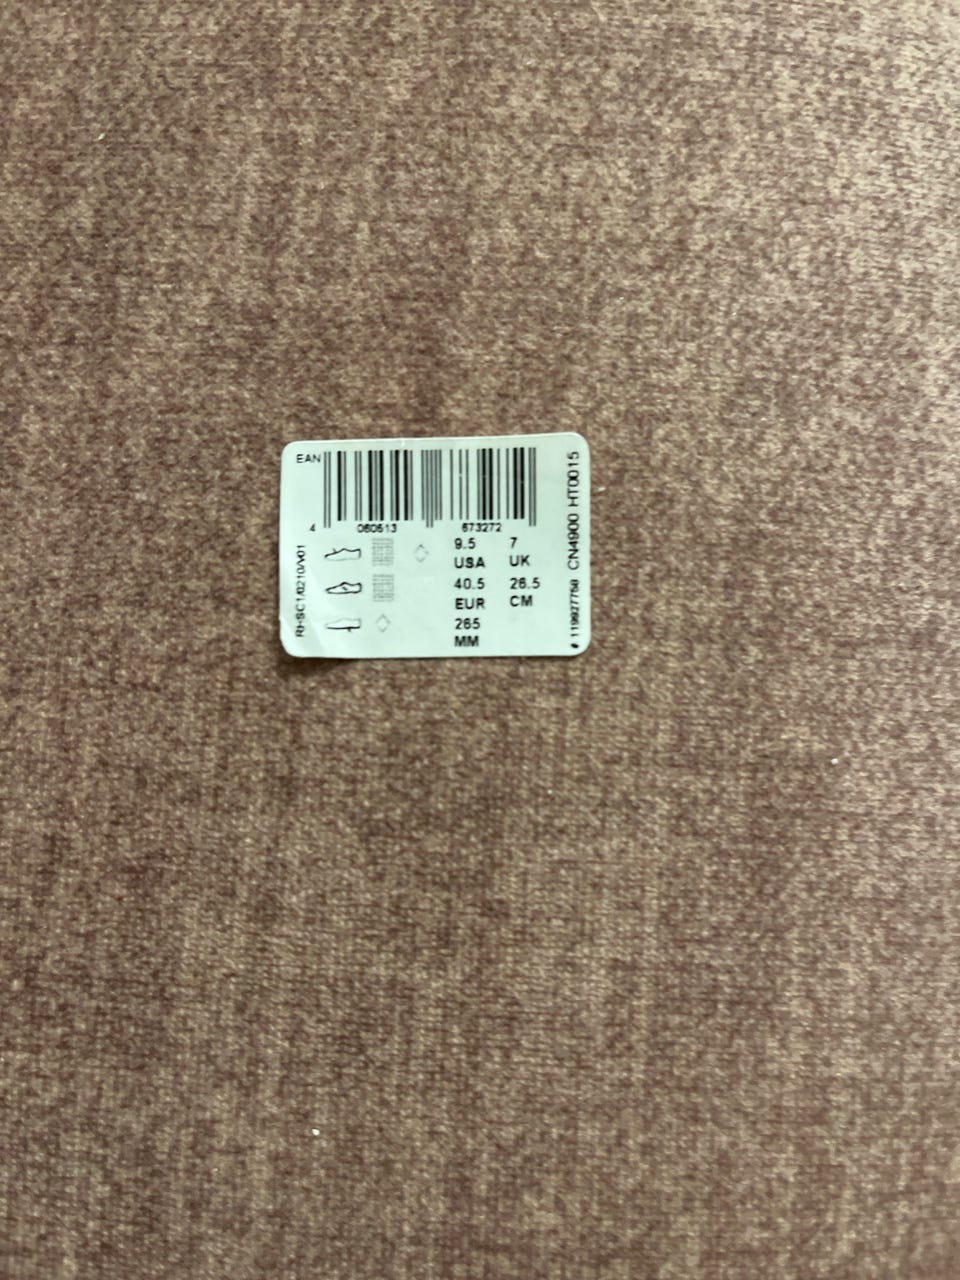 EAN
4 060513 673272
9.5 7
USA UK
40.5 26.5
EUR CM
265
MM
CN4900 HT0015